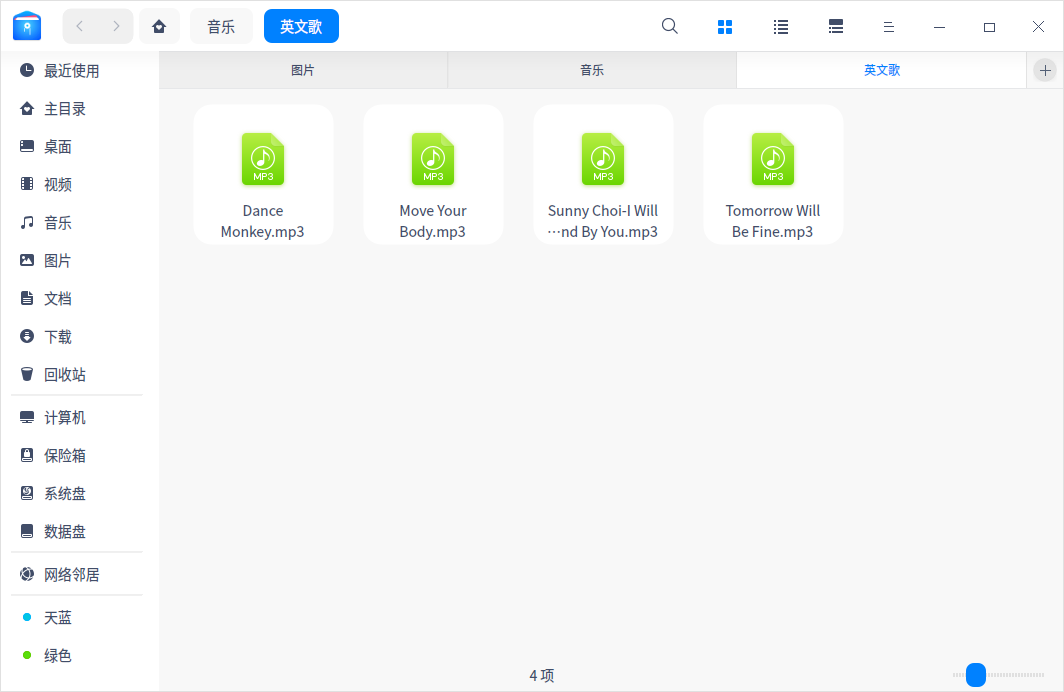 音乐
英文歌
最近使用
主目录
桌面
视频
音乐
图片
文档
下载
回收站
计算机
保险箱
系统盘
数据盘
网络邻居
天蓝
绿色
图片
音乐
英文歌
MP3
Dance
Monkey.mp3
MP3
Move Your
Body.mp3
MP3
Sunny Choi-I Will
⋯nd By You.mp3
MP3
Tomorrow Will
Be Fine.mp3
4 项